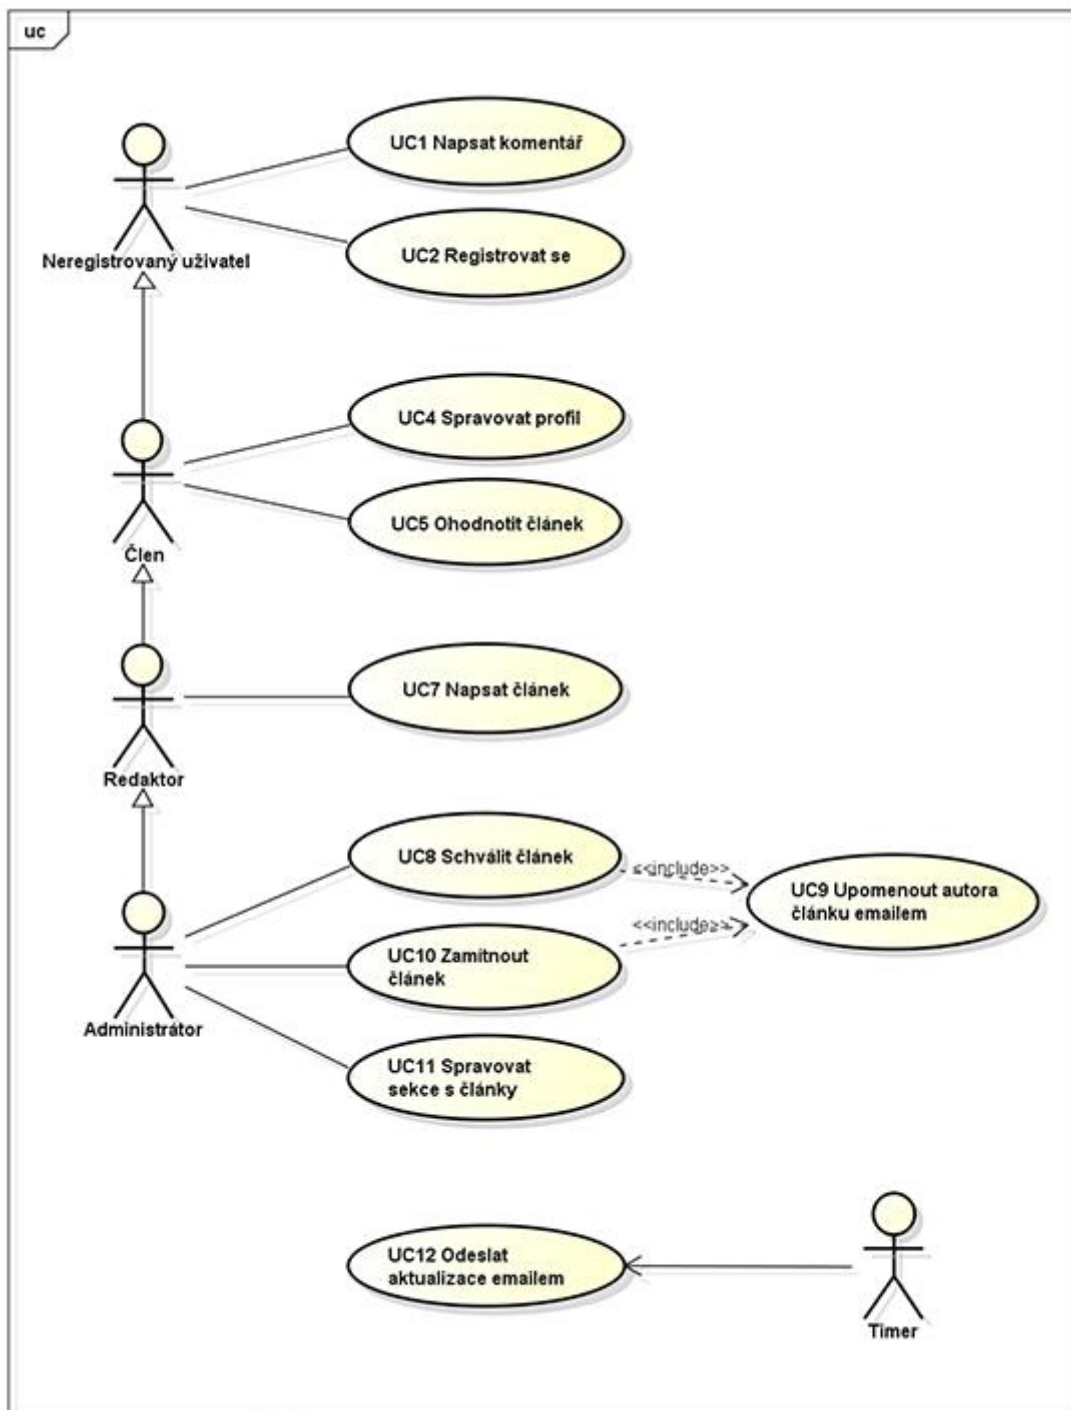 uc
UC1 Napsat komentář
UC2 Registrovat se
Neregistrovaný uživatel
UC4 Spravovat profil
UC5 Ohodnotit článek
Člen
UC7 Napsat článek
Redaktor
UC8 Schválit článek
<<include>>
UC9 Upomenout autora
článku emailem
<<include>>
UC10 Zamítnout
článek
Administrátor
UC11 Spravovat
sekce s články
UC12 Odeslat
aktualizace emailem
Timer